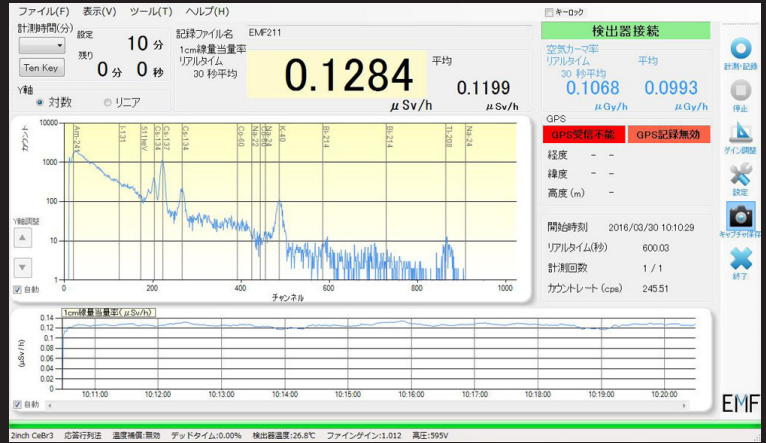 ファイル(F) 表示(V) ツール(T) ヘルプ(H)
キーロック
計測時間(分)
設定 10 分
残り 0 分 0 秒
Ten Key
Y軸
対数 リニア
記録ファイル名 EMF211
1cm線量当量率
リアルタイム
30 秒平均
0.1284
μSv/h
平均
0.1199
μSv/h
検出器接続
空気カーマ率
リアルタイム 平均
30 秒平均
0.1068 0.0993
μGy/h μGy/h
GPS
GPS受信不能 GPS記録無効
経度 - -
緯度 - -
高度(m) -
開始時刻 2016/03/30 10:10:29
リアルタイム(秒) 600.03
計測回数 1 / 1
カウントレート(cps) 245.51
計測・記録
停止
ゲイン調整
設定
キャプチャ保存
終了
カウント
10000
1000
100
10
1
Am-241
I-131
511keV
Cs-134
Cs-137
Cs-134
Co-60
Na-22
Co-60
Na-24
K-40
Bi-214
Bi-214
Tl-208
Na-24
Y軸調整
自動
0 200 400 600 800 1000
チャンネル
1cm線量当量率(μSv/h)
(μSv/h)
0.14
0.12
0.1
0.08
0.06
0.04
0.02
0
10:11:00 10:12:00 10:13:00 10:14:00 10:15:00 10:16:00 10:17:00 10:18:00 10:19:00 10:20:00
自動
EMF
2inch CeBr3 応答行列法 温度補償:無効 デッドタイム:0.00% 検出器温度:26.8℃ ファインゲイン:1.012 高圧:595V